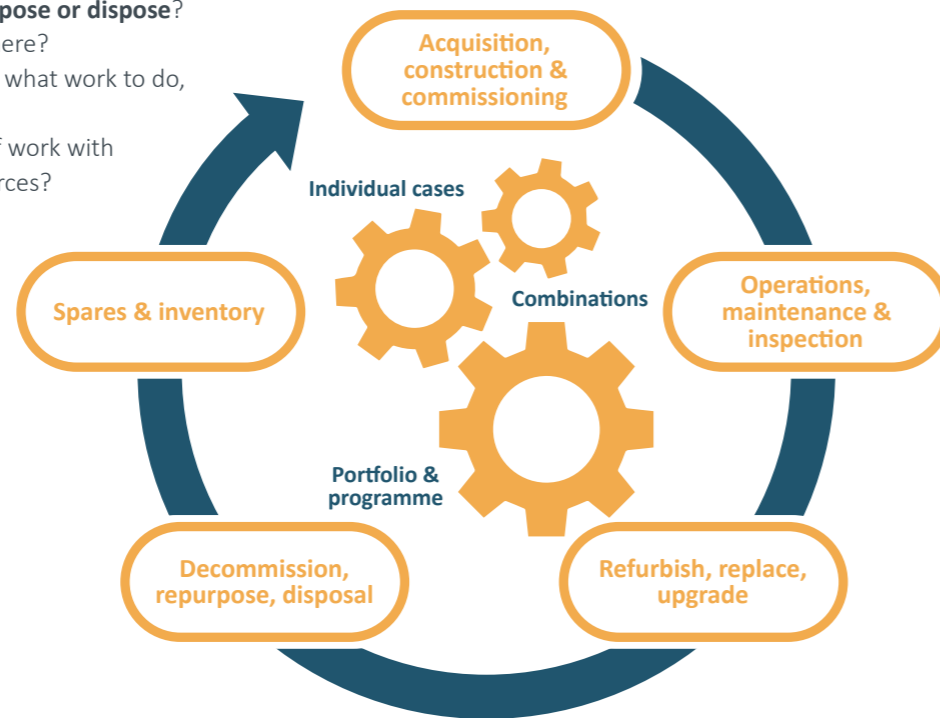 pose or dispose?
ere?
what work to do,
work with
rces?
Acquisition,
construction &
commissioning
Individual cases
Combinations
Spares & inventory
Operations,
maintenance &
inspection
Portfolio &
programme
Decommission,
repurpose, disposal
Refurbish, replace,
upgrade